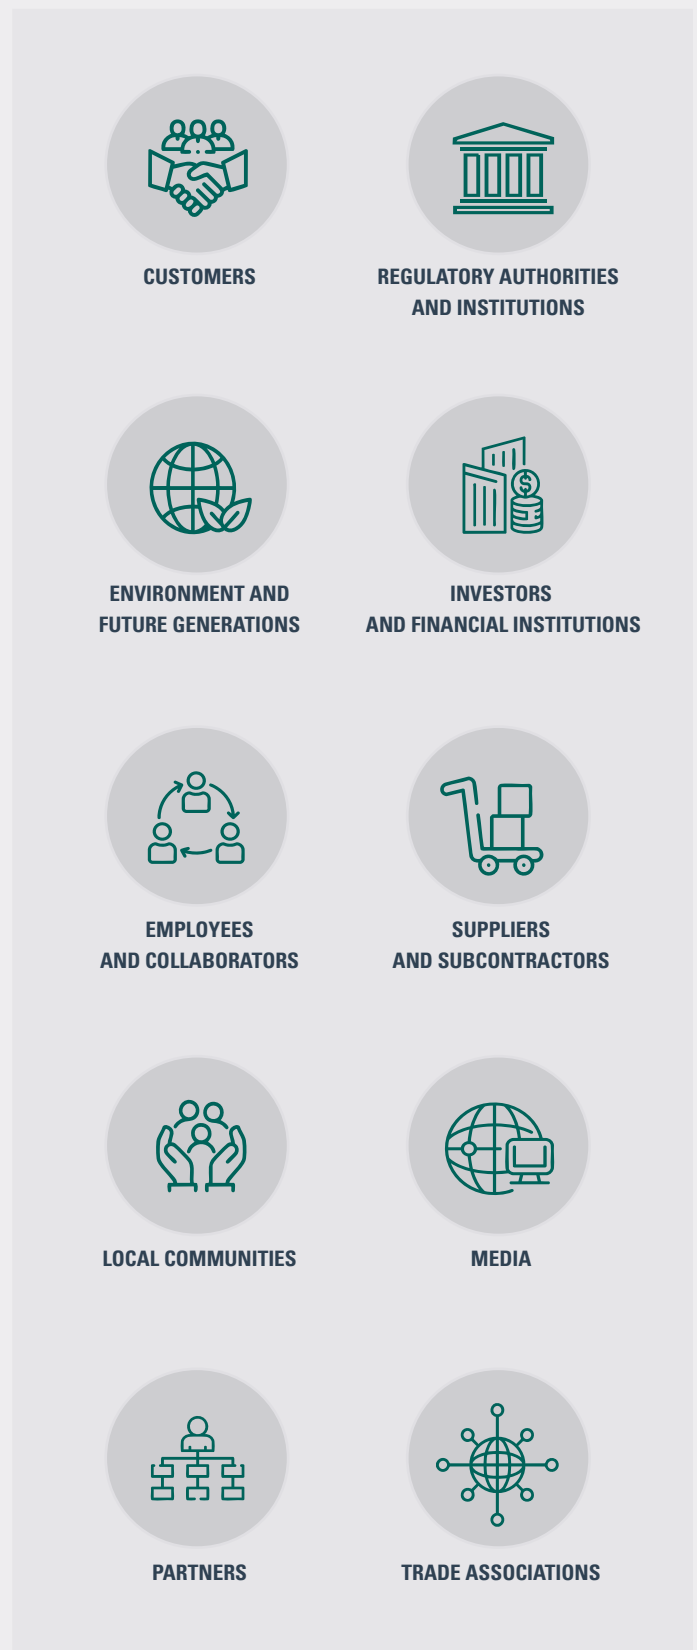 CUSTOMERS
REGULATORY AUTHORITIES
AND INSTITUTIONS
ENVIRONMENT AND
FUTURE GENERATIONS
INVESTORS
AND FINANCIAL INSTITUTIONS
EMPLOYEES
AND COLLABORATORS
SUPPLIERS
AND SUBCONTRACTORS
LOCAL COMMUNITIES
MEDIA
PARTNERS
TRADE ASSOCIATIONS